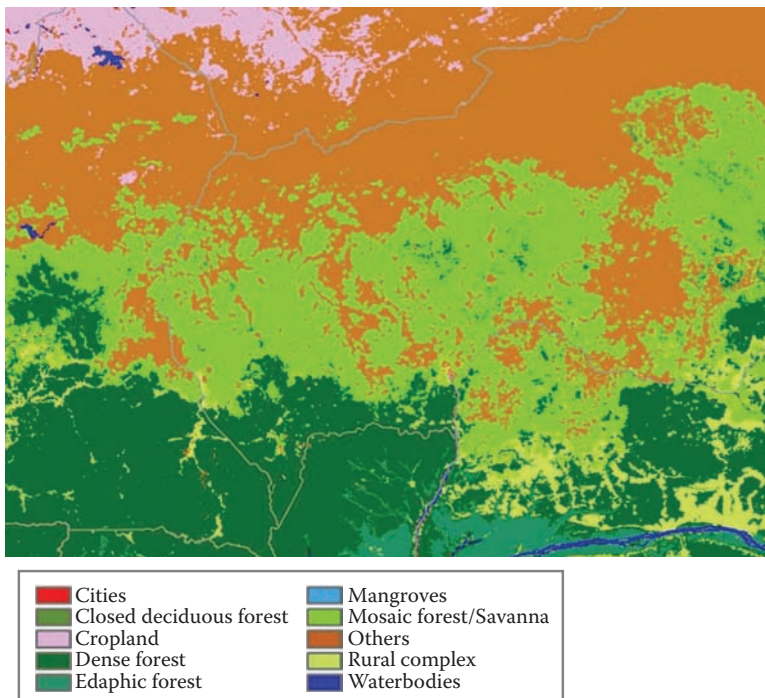 Cities
Closed deciduous forest
Cropland
Dense forest
Edaphic forest
Mangroves
Mosaic forest/Savanna
Others
Rural complex
Waterbodies